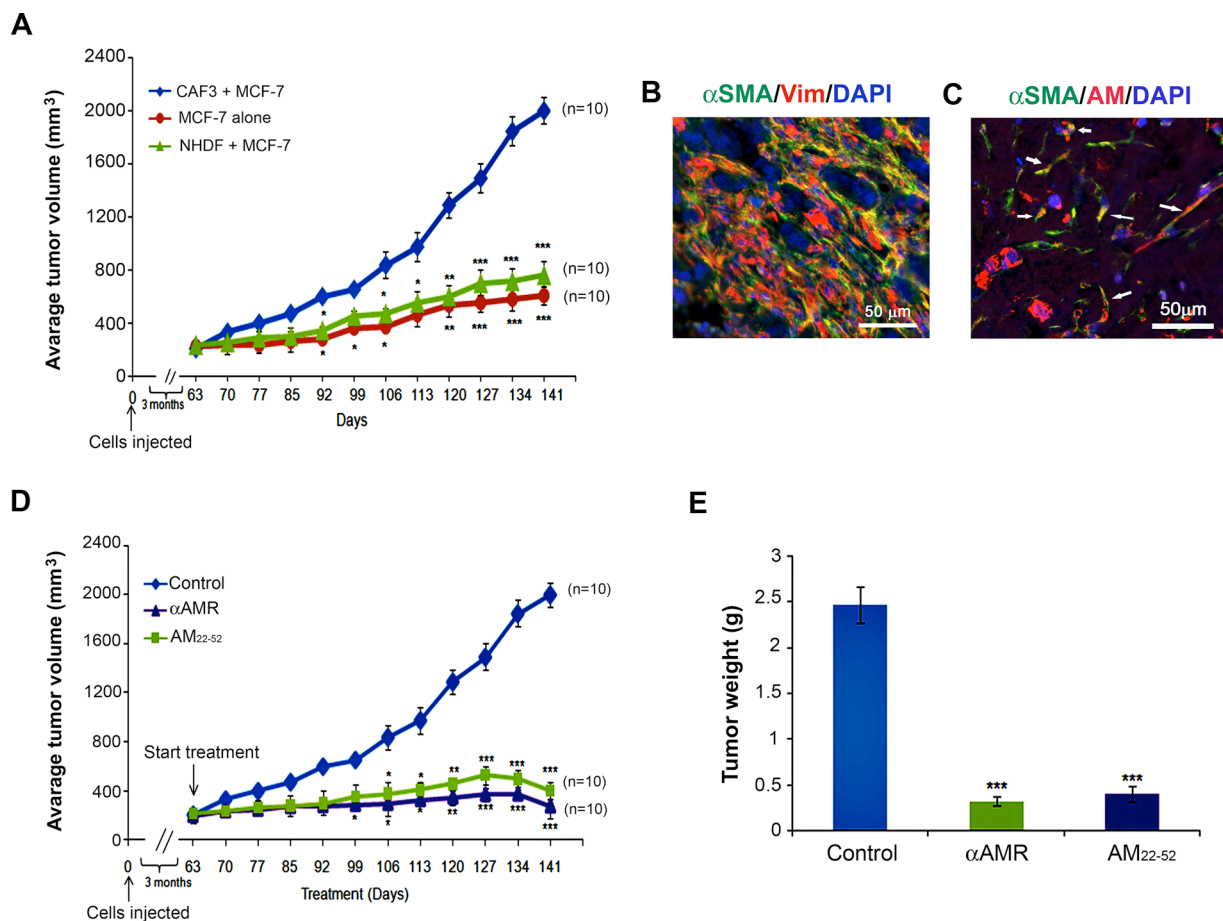 A
2400
2000
1600
1200
800
400
0
Avarage tumor volume (mm3)
CAF3 + MCF-7
MCF-7 alone
NHDF + MCF-7
(n=10)
***
***
***
(n=10)
**
*
*
*
(n=10)
*
*
*
**
***
***
***
0
3 months
63 70 77 85 92 99 106 113 120 127 134 141
Days
Cells injected
B
αSMA/Vim/DAPI
50 μm
C
αSMA/AM/DAPI
50μm
D
2400
2000
1600
1200
800
400
0
Avarage tumor volume (mm3)
Control
αAMR
AM22-52
(n=10)
Start treatment
*
*
**
***
***
***
(n=10)
(n=10)
*
*
*
**
***
***
***
0
3 months
63 70 77 85 92 99 106 113 120 127 134 141
Treatment (Days)
Cells injected
E
3
2.5
2
1.5
1
0.5
0
Tumor weight (g)
***
***
Control αAMR AM22-52